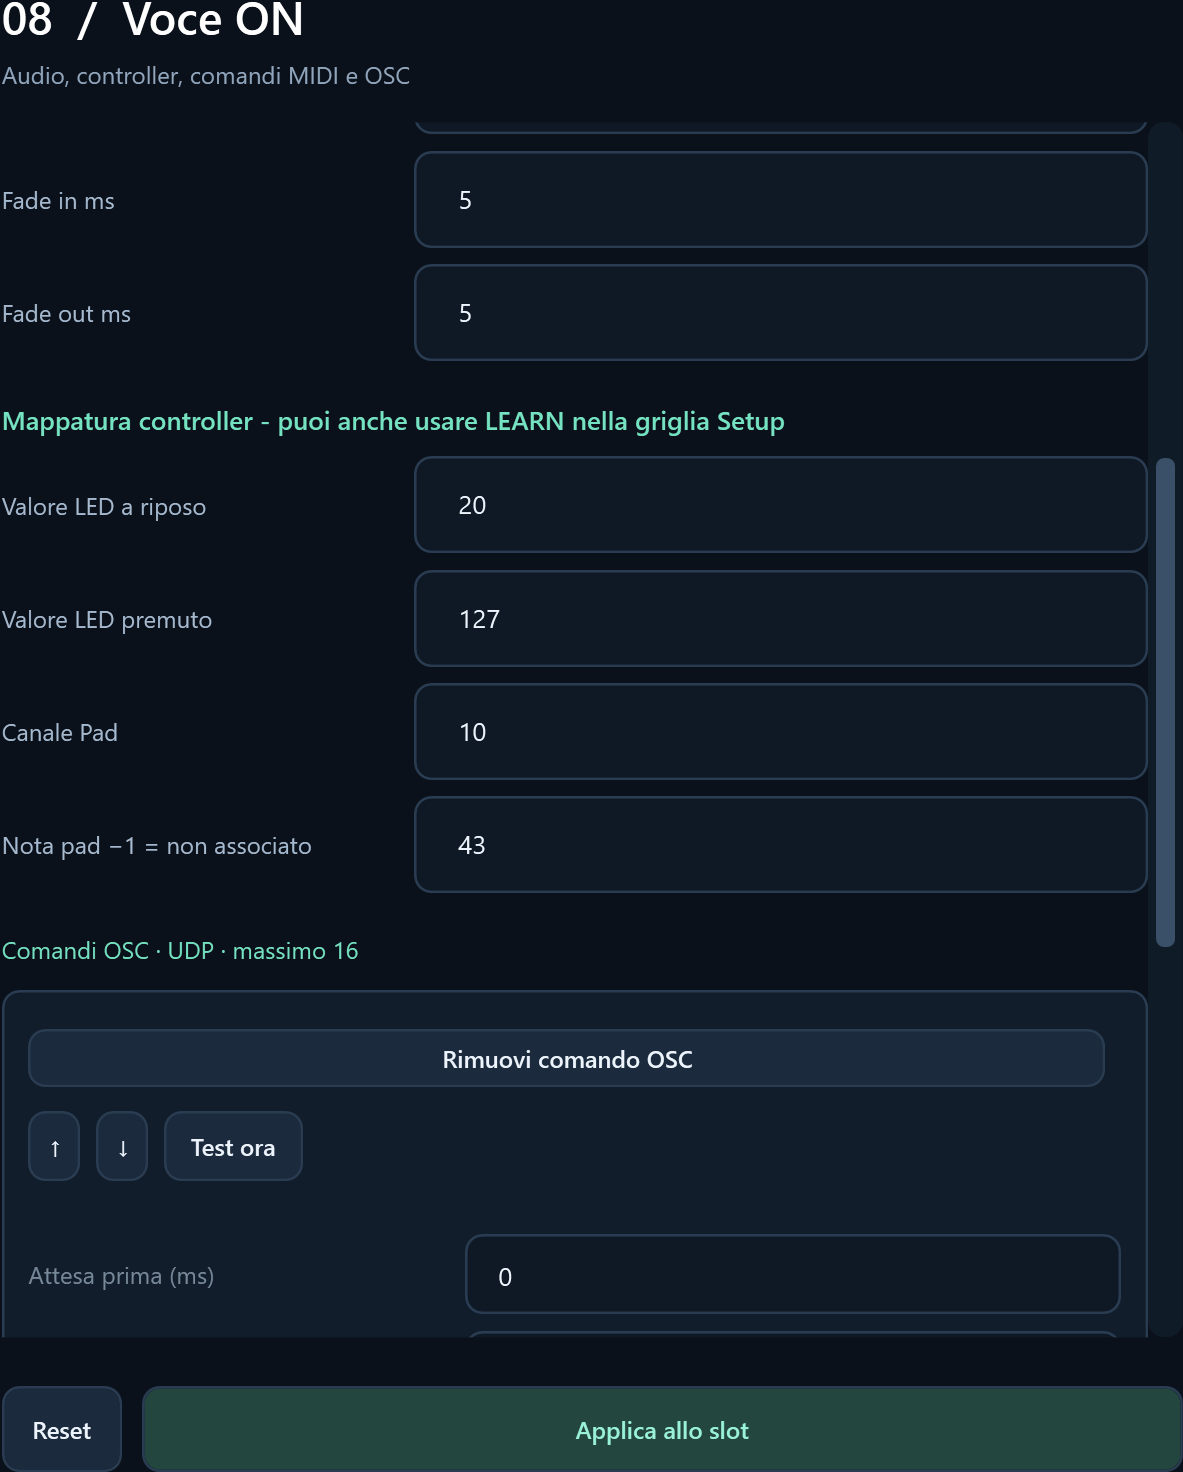 08 / Voce ON
Audio, controller, comandi MIDI e OSC
Fade in ms
5
Fade out ms
5
Mappatura controller - puoi anche usare LEARN nella griglia Setup
Valore LED a riposo
20
Valore LED premuto
127
Canale Pad
10
Nota pad −1 = non associato
43
Comandi OSC · UDP · massimo 16
Rimuovi comando OSC
↑ ↓ Test ora
Attesa prima (ms)
0
Reset
Applica allo slot